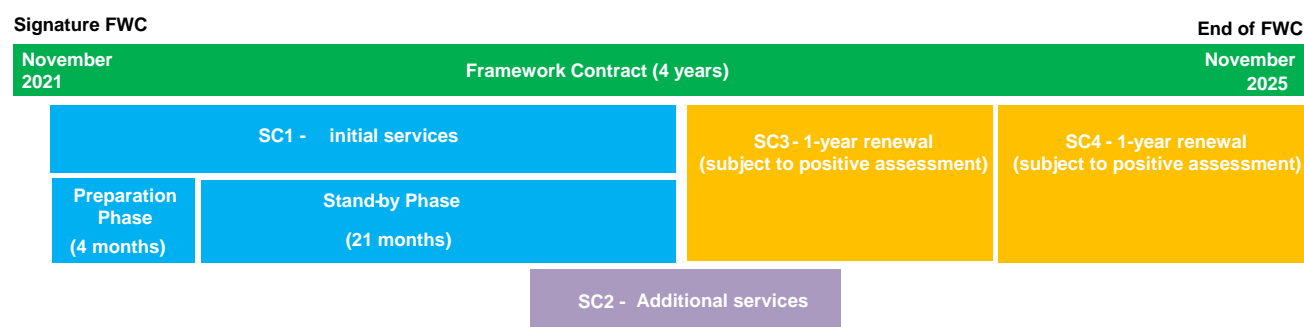 Signature FWC
End of FWC
November
2021
Framework Contract (4 years)
November
2025
SC1 - initial services
SC3 - 1-year renewal
(subject to positive assessment)
SC4 - 1-year renewal
(subject to positive assessment)
Preparation
Phase
(4 months)
Stand-by Phase
(21 months)
SC2 - Additional services